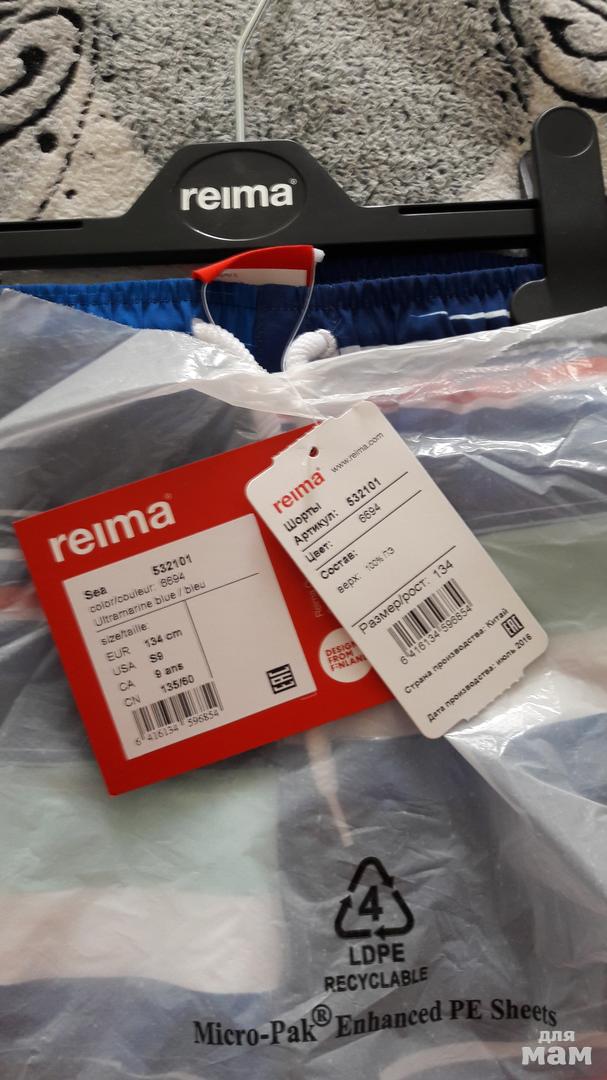 reima®
reima®
Sea 532101
color/couleur: 6694
Ultramarine blue / bleu
size/taille:
EUR 134 cm
USA S9
CA 9 ans
CN 135/60
6 416134 596854
EAC
DESIGN
FROM
FINLAND
reima® www.reima.com
Шорты
Артикул: 532101
Цвет: 6694
Состав:
верх: 100% ПЭ
Размер/рост: 134
6 416134 596854
Страна производства: Китай
Дата производства: июль 2016
EAC
4
LDPE
RECYCLABLE
Micro-Pak® Enhanced PE Sheets
для
мам